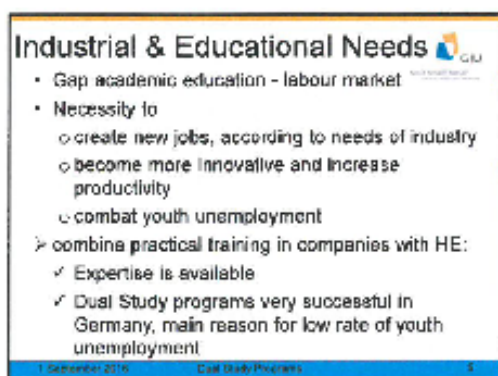 Industrial & Educational Needs
GJU
• Gap academic education - labour market
• Necessity to
o create new jobs, according to needs of industry
o become more innovative and increase
productivity
o combat youth unemployment
➢ combine practical training in companies with HE:
✓ Expertise is available
✓ Dual Study programs very successful in
Germany, main reason for low rate of youth
unemployment
1 September 2016 Dual Study Programs 5